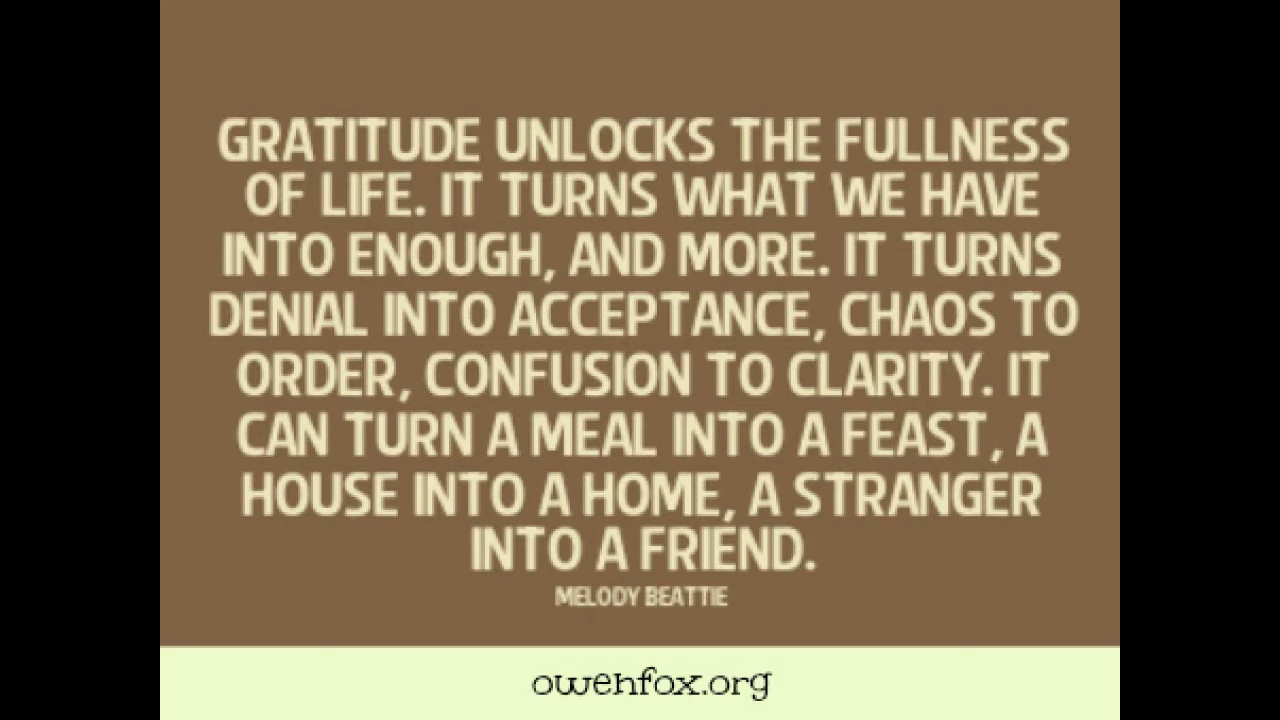 GRATITUDE UNLOCKS THE FULLNESS
OF LIFE. IT TURNS WHAT WE HAVE
INTO ENOUGH, AND MORE. IT TURNS
DENIAL INTO ACCEPTANCE, CHAOS TO
ORDER, CONFUSION TO CLARITY. IT
CAN TURN A MEAL INTO A FEAST, A
HOUSE INTO A HOME, A STRANGER
INTO A FRIEND.
MELODY BEATTIE
owenfox.org